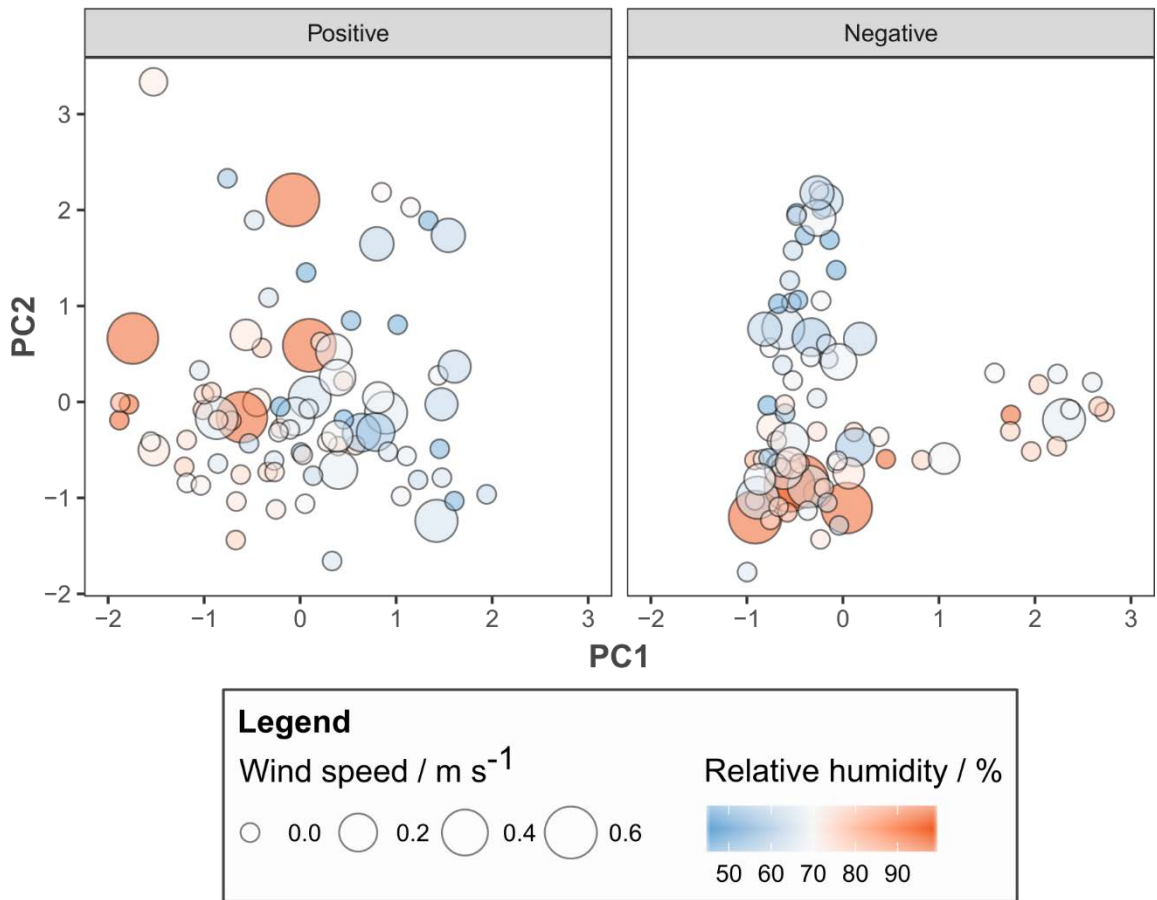 Positive Negative
3
2
1
0
−1
−2
PC2
−2 −1 0 1 2 3 −2 −1 0 1 2 3
PC1
Legend
Wind speed / m s-1 Relative humidity / %
0.0 0.2 0.4 0.6
50 60 70 80 90